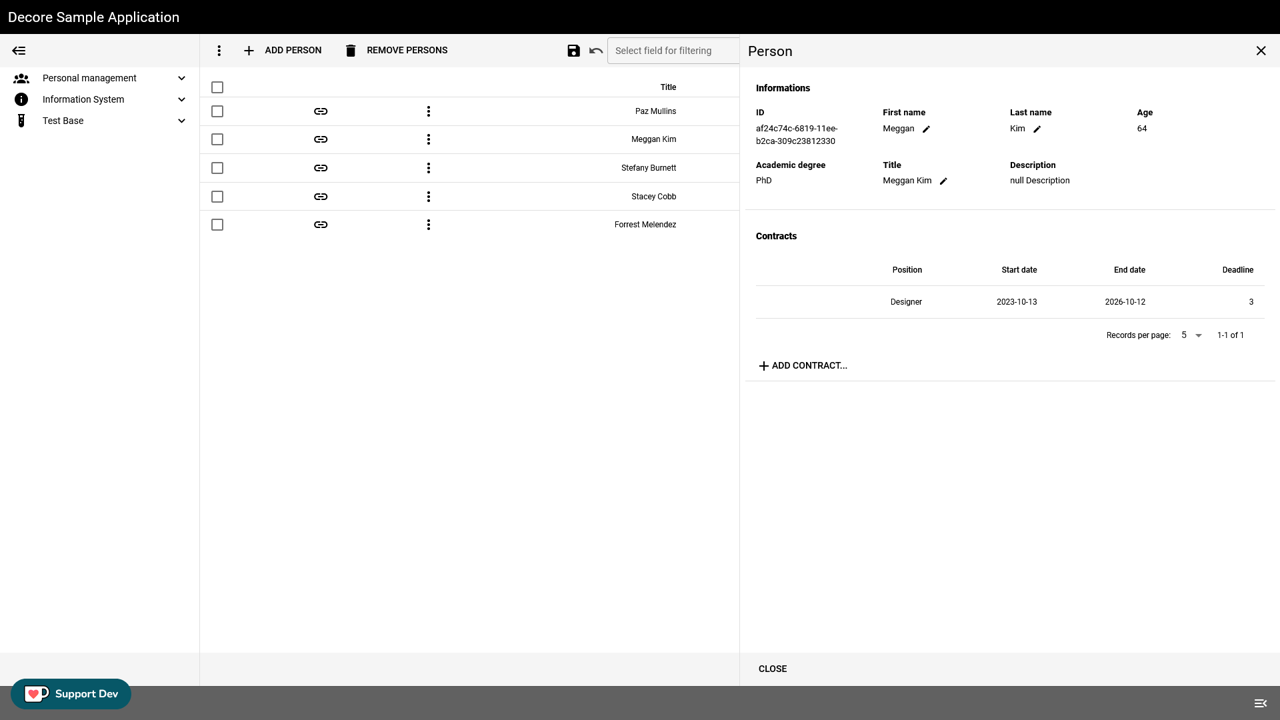 Decore Sample Application
Personal management
Information System
Test Base
ADD PERSON
REMOVE PERSONS
Select field for filtering
Title
Paz Mullins
Meggan Kim
Stefany Burnett
Stacey Cobb
Forrest Melendez
Person
Informations
ID
First name
Last name
Age
af24c74c-6819-11ee-
b2ca-309c23812330
Meggan
Kim
64
Academic degree
Title
Description
PhD
Meggan Kim
null Description
Contracts
Position
Start date
End date
Deadline
Designer
2023-10-13
2026-10-12
3
Records per page:
5
1-1 of 1
ADD CONTRACT...
CLOSE
Support Dev